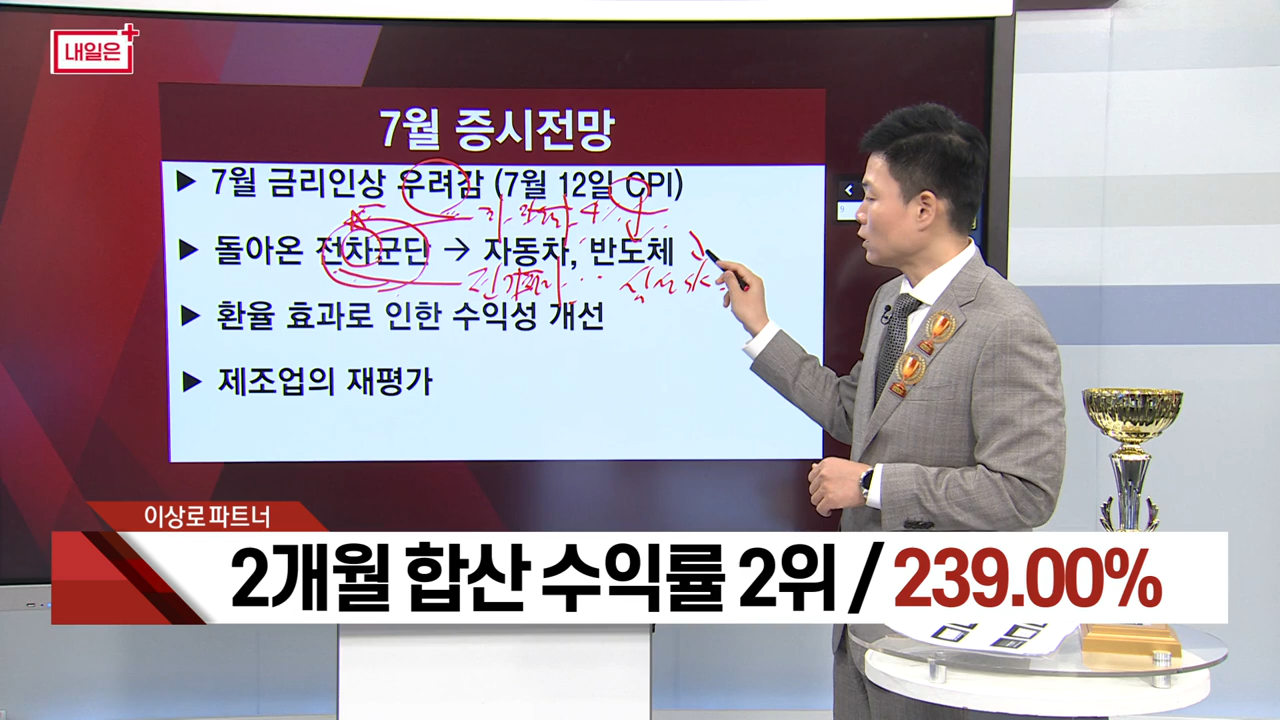 내일은
7월 증시전망
▶ 7월 금리인상 우려감 (7월 12일 CPI)
▶ 돌아온 전차군단 → 자동차, 반도체
▶ 환율 효과로 인한 수익성 개선
▶ 제조업의 재평가
이상로 파트너
2개월 합산 수익률 2위 / 239.00%